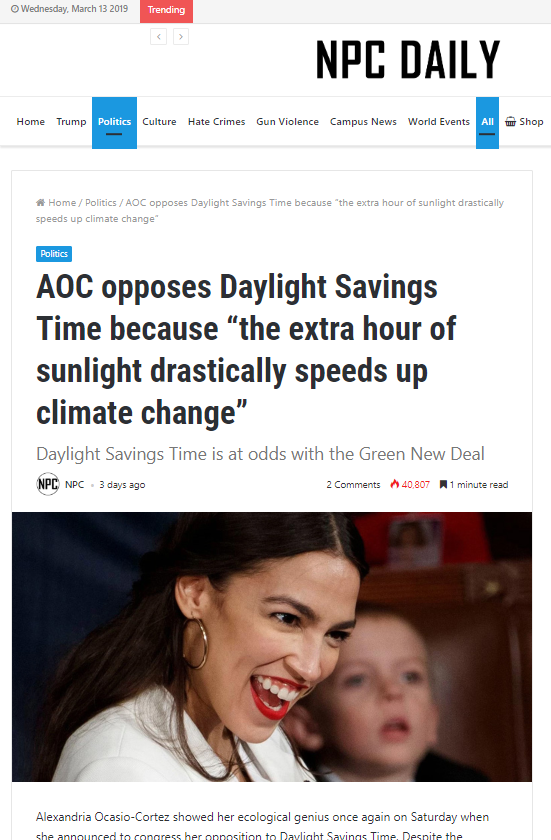 Wednesday, March 13 2019 Trending
NPC DAILY
Home Trump Politics Culture Hate Crimes Gun Violence Campus News World Events All Shop
Home / Politics / AOC opposes Daylight Savings Time because “the extra hour of sunlight drastically
speeds up climate change”
Politics
AOC opposes Daylight Savings
Time because “the extra hour of
sunlight drastically speeds up
climate change”
Daylight Savings Time is at odds with the Green New Deal
NPC NPC • 3 days ago 2 Comments 40,807 1 minute read
Alexandria Ocasio-Cortez showed her ecological genius once again on Saturday when
she announced to congress her opposition to Daylight Savings Time. Despite the